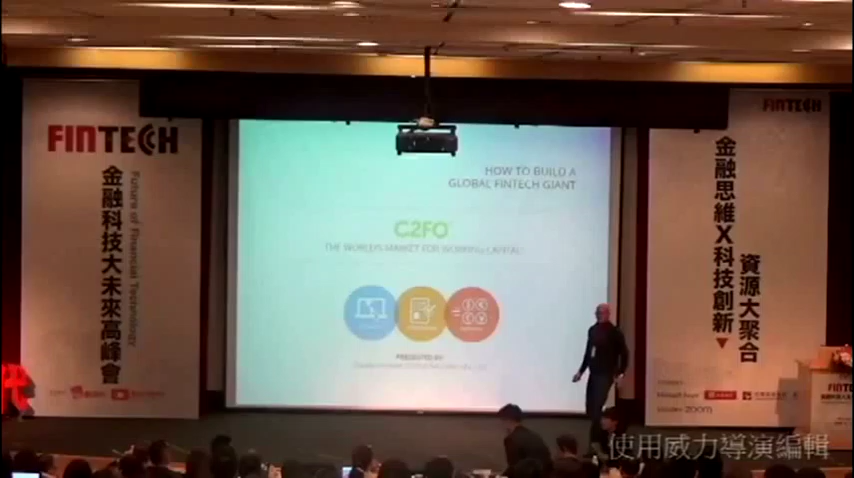 FINTECH
金融科技大未來高峰會
Future of Financial Technology
HOW TO BUILD A
GLOBAL FINTECH GIANT
C2FO
THE WORLD'S MARKET FOR WORKING CAPITAL
PRESENTED BY
FINTECH
金融思維X科技創新
資源大聚合
ZOOM
FINTECH
使用威力導演編輯